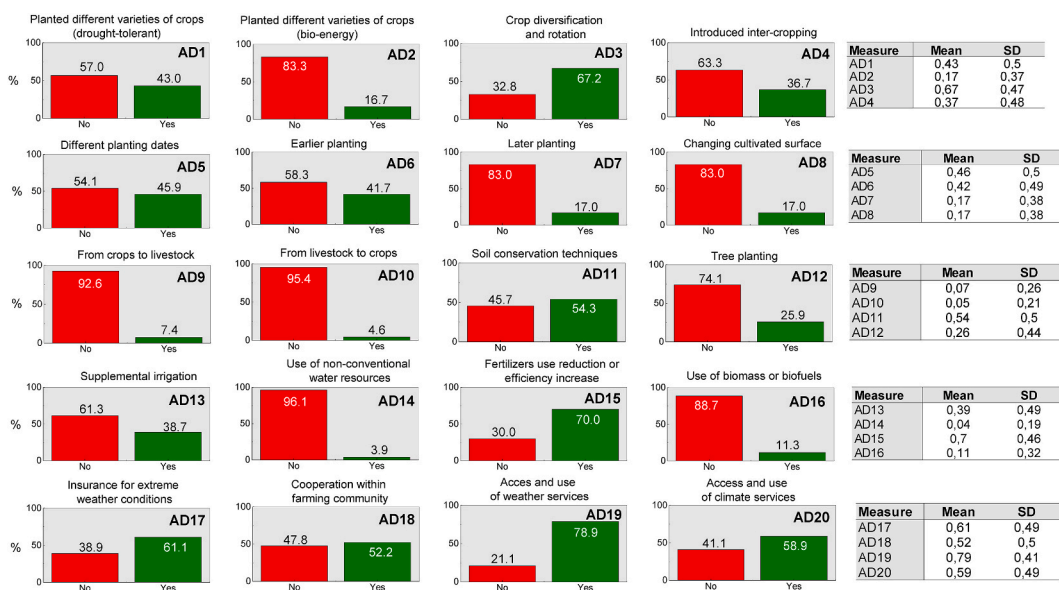 Planted different varieties of crops
(drought-tolerant)
AD1
100
50
0
%
57.0
43.0
No
Yes
Planted different varieties of crops
(bio-energy)
AD2
100
50
0
83.3
16.7
No
Yes
Crop diversification
and rotation
AD3
100
50
0
32.8
67.2
No
Yes
Introduced inter-cropping
AD4
100
50
0
63.3
36.7
No
Yes
Measure Mean SD
AD1 0,43 0,5
AD2 0,17 0,37
AD3 0,67 0,47
AD4 0,37 0,48
Different planting dates
AD5
100
50
0
%
54.1
45.9
No
Yes
Earlier planting
AD6
100
50
0
58.3
41.7
No
Yes
Later planting
AD7
100
50
0
83.0
17.0
No
Yes
Changing cultivated surface
AD8
100
50
0
83.0
17.0
No
Yes
Measure Mean SD
AD5 0,46 0,5
AD6 0,42 0,49
AD7 0,17 0,38
AD8 0,17 0,38
From crops to livestock
AD9
100
50
0
%
92.6
7.4
No
Yes
From livestock to crops
AD10
100
50
0
95.4
4.6
No
Yes
Soil conservation techniques
AD11
100
50
0
45.7
54.3
No
Yes
Tree planting
AD12
100
50
0
74.1
25.9
No
Yes
Measure Mean SD
AD9 0,07 0,26
AD10 0,05 0,21
AD11 0,54 0,5
AD12 0,26 0,44
Supplemental irrigation
AD13
100
50
0
%
61.3
38.7
No
Yes
Use of non-conventional
water resources
AD14
100
50
0
96.1
3.9
No
Yes
Fertilizers use reduction or
efficiency increase
AD15
100
50
0
30.0
70.0
No
Yes
Use of biomass or biofuels
AD16
100
50
0
88.7
11.3
No
Yes
Measure Mean SD
AD13 0,39 0,49
AD14 0,04 0,19
AD15 0,7 0,46
AD16 0,11 0,32
Insurance for extreme
weather conditions
AD17
100
50
0
%
38.9
61.1
No
Yes
Cooperation within
farming community
AD18
100
50
0
47.8
52.2
No
Yes
Acces and use
of weather services
AD19
100
50
0
21.1
78.9
No
Yes
Access and use
of climate services
AD20
100
50
0
41.1
58.9
No
Yes
Measure Mean SD
AD17 0,61 0,49
AD18 0,52 0,5
AD19 0,79 0,41
AD20 0,59 0,49